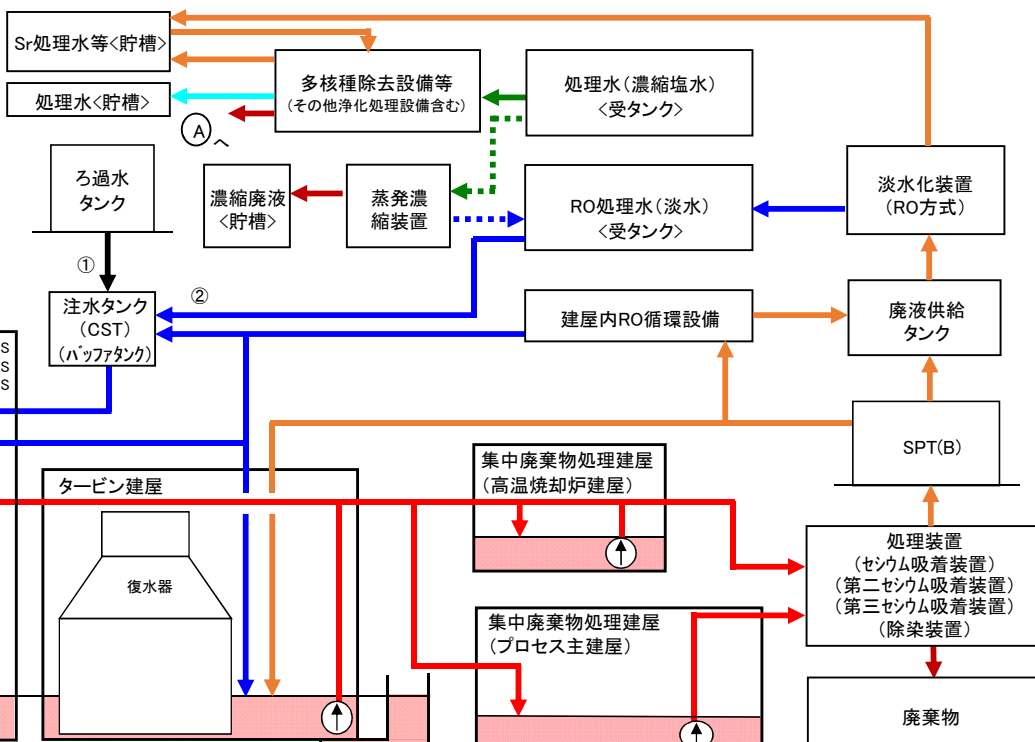 Sr処理水等<貯槽>
処理水<貯槽>
多核種除去設備等
(その他浄化処理設備含む)
処理水(濃縮塩水)
<受タンク>
A
へ
ろ過水
タンク
濃縮廃液
<貯槽>
蒸発濃
縮装置
RO処理水(淡水)
<受タンク>
淡水化装置
(RO方式)
①
②
注水タンク
(CST)
(バッファタンク)
建屋内RO循環設備
廃液供給
タンク
S
S
S
SPT(B)
タービン建屋
集中廃棄物処理建屋
(高温焼却炉建屋)
復水器
処理装置
(セシウム吸着装置)
(第二セシウム吸着装置)
(第三セシウム吸着装置)
(除染装置)
集中廃棄物処理建屋
(プロセス主建屋)
廃棄物